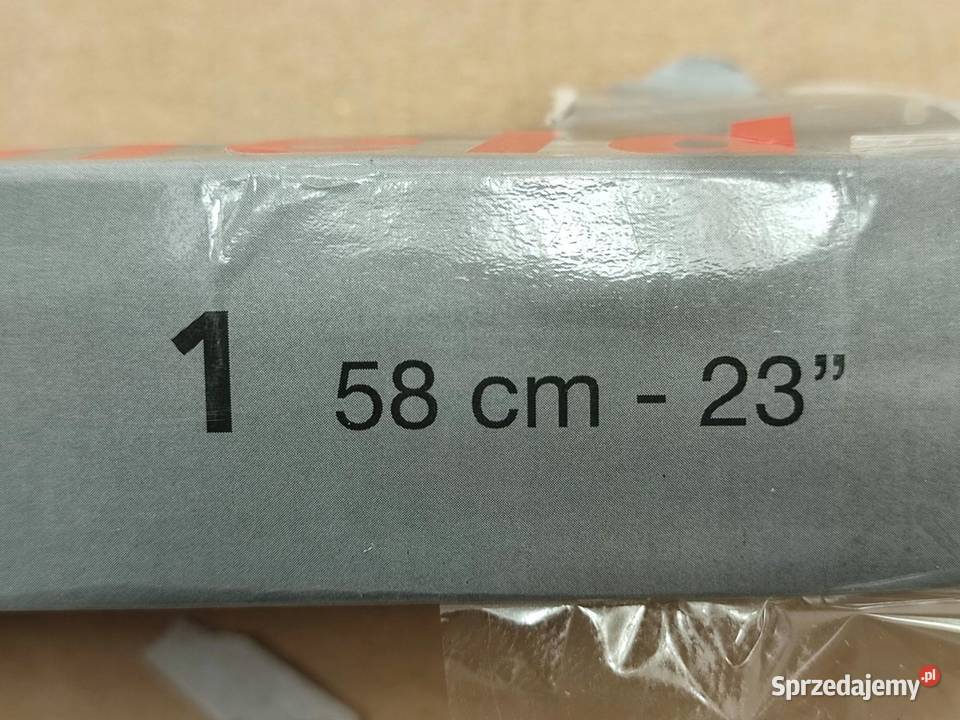 1 58 cm - 23”
Sprzedajemy.pl